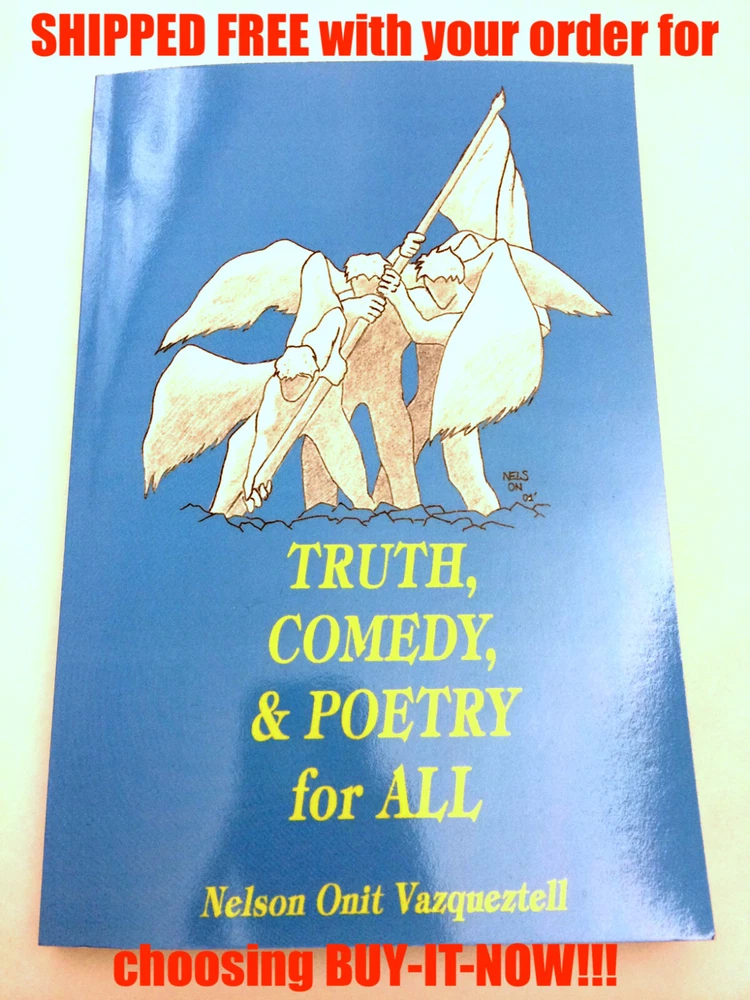 SHIPPED FREE with your order for
NELS
ON
01'
TRUTH,
COMEDY,
& POETRY
for ALL
Nelson Onit Vazqueztell
choosing BUY-IT-NOW!!!